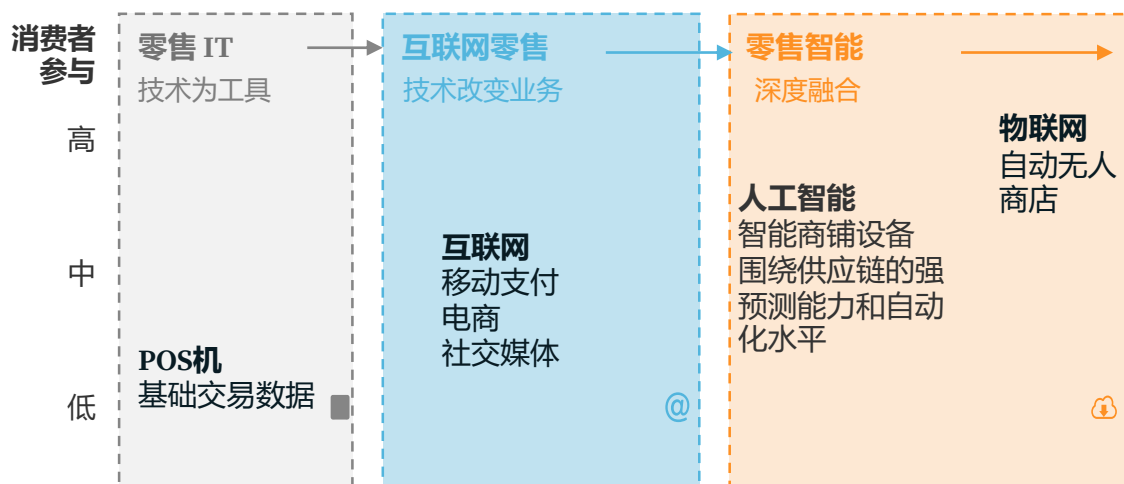 消费者
参与
高
中
低
零售 IT
技术为工具
POS机
基础交易数据
互联网零售
技术改变业务
互联网
移动支付
电商
社交媒体
@
零售智能
深度融合
人工智能
智能商铺设备
围绕供应链的强
预测能力和自动
化水平
物联网
自动无人
商店